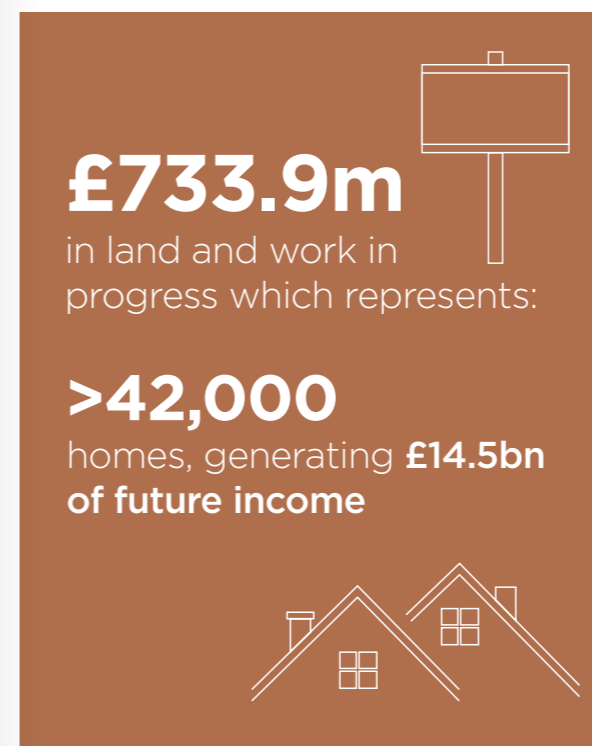 £733.9m
in land and work in
progress which represents:
>42,000
homes, generating £14.5bn
of future income